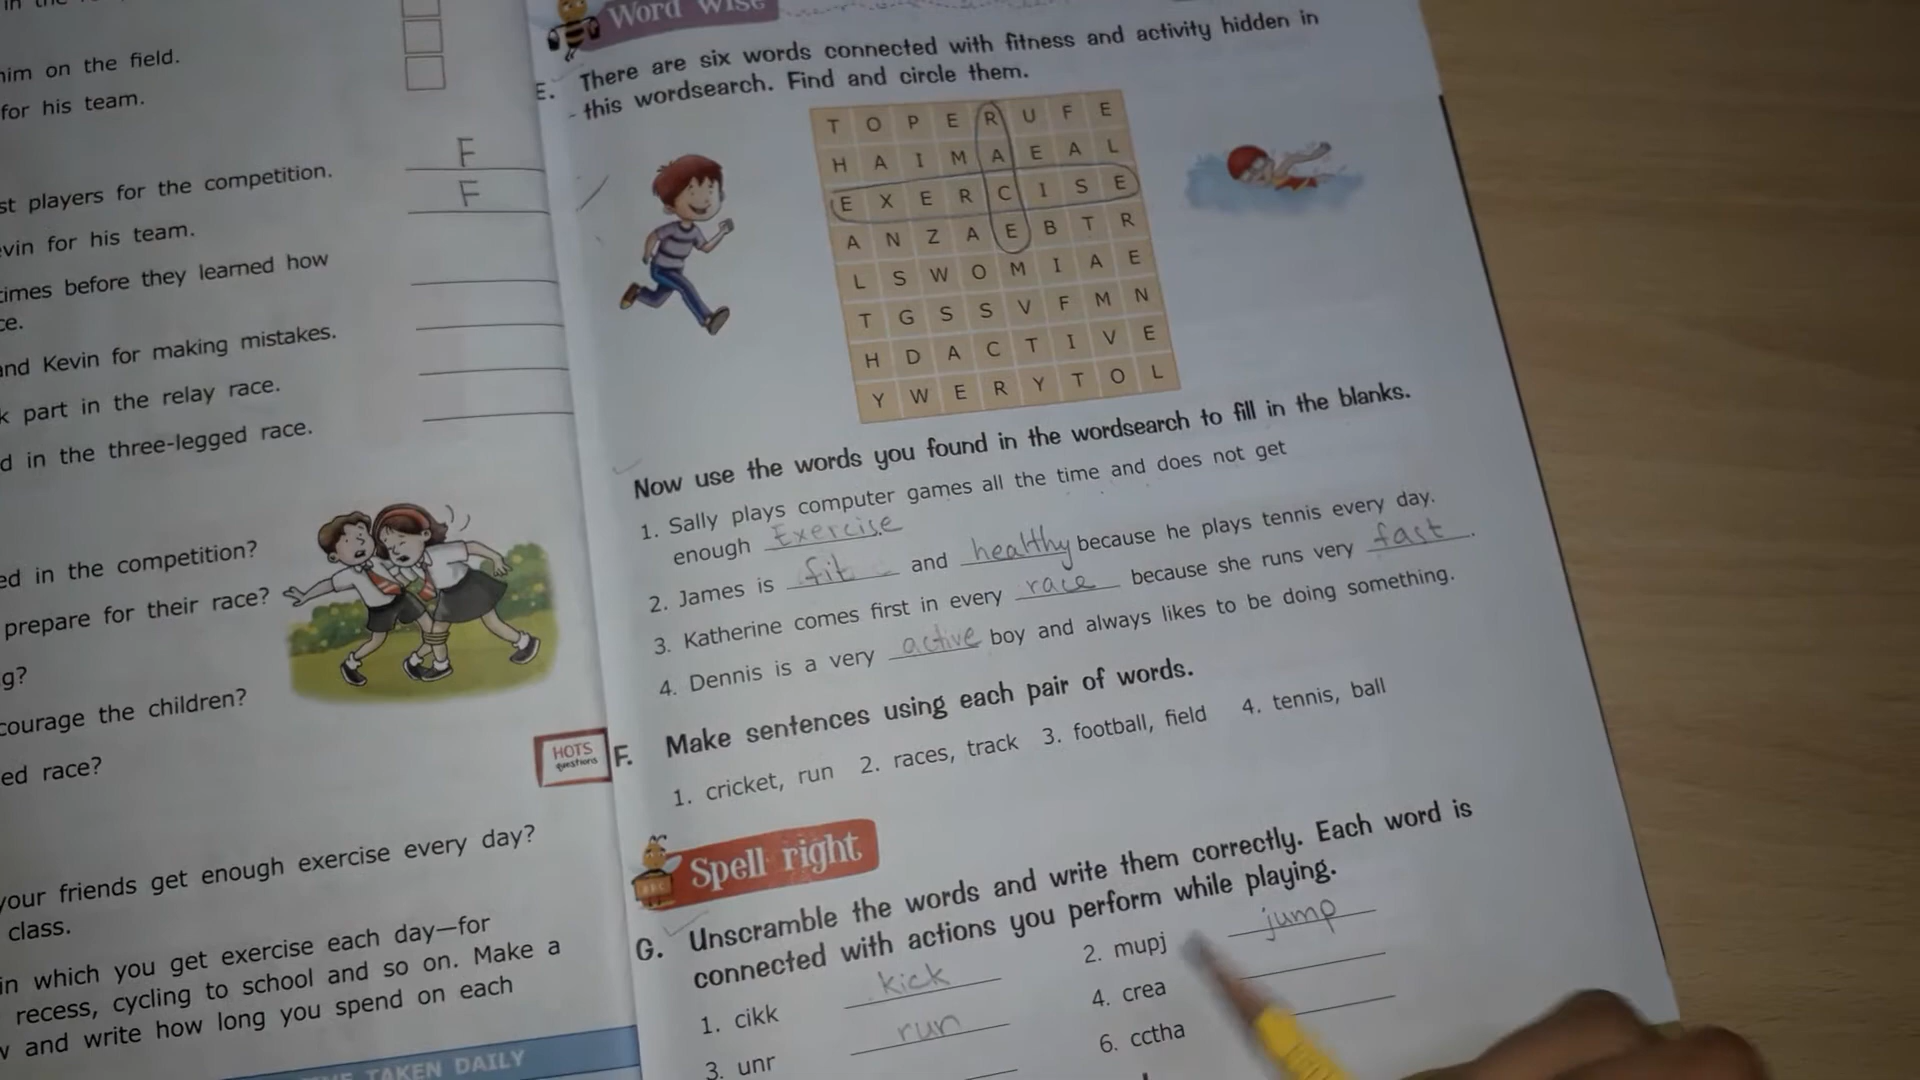 him on the field.
for his team.
st players for the competition. F
evin for his team. F
times before they learned how
ce.
and Kevin for making mistakes.
k part in the relay race.
d in the three-legged race.
ed in the competition?
prepare for their race?
g?
courage the children?
ed race?
your friends get enough exercise every day?
class.
in which you get exercise each day—for
recess, cycling to school and so on. Make a
w and write how long you spend on each
TAKEN DAILY
HOTS
questions
Word Wise
E. There are six words connected with fitness and activity hidden in
this wordsearch. Find and circle them.
T O P E R U F E
H A I M A E A L
E X E R C I S E
A N Z A E B T R
L S W O M I A E
T G S S V F M N
H D A C T I V E
Y W E R Y T O L
Now use the words you found in the wordsearch to fill in the blanks.
1. Sally plays computer games all the time and does not get
enough Exercise.
2. James is fit and healthy because he plays tennis every day.
3. Katherine comes first in every race because she runs very fast.
4. Dennis is a very active boy and always likes to be doing something.
F. Make sentences using each pair of words.
1. cricket, run 2. races, track 3. football, field 4. tennis, ball
Spell right
G. Unscramble the words and write them correctly. Each word is
connected with actions you perform while playing.
1. cikk kick 2. mupj jump
3. unr run 4. crea
6. cctha